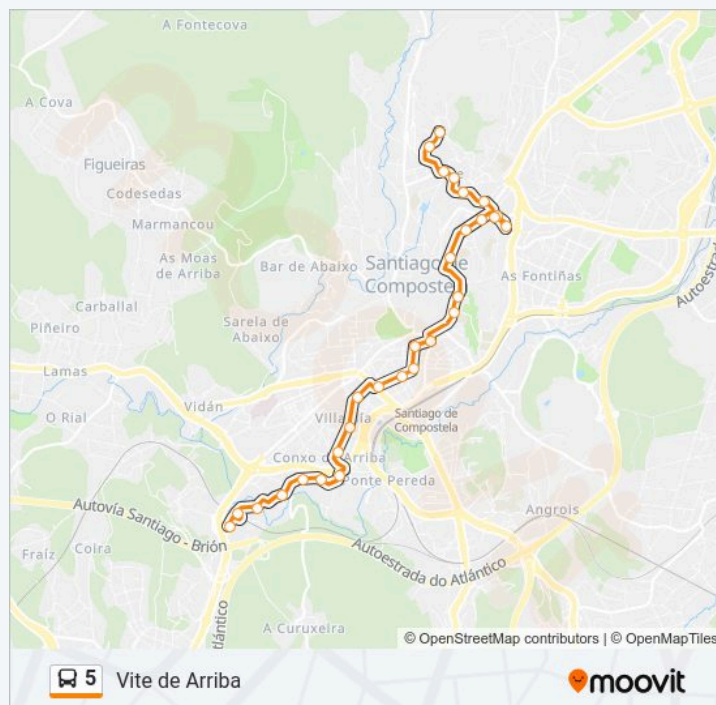 A Fontecova
A Cova
Figueiras
Codesedas
Marmancou
As Moas
de Arriba
Bar de Abaixo
Santiago de
Compostela
As Fontiñas
Autoestrada
Carballal
Piñeiro
Sarela de
Abaixo
Lamas
Vidán
O Rial
Santiago de
Compostela
Conxo de Arriba
Ponte Pereda
Autovía Santiago - Brión
Angrois
Fraíz
Coira
Autoestrada do Atlántico
Atlántico
A Curuxeira
© OpenStreetMap contributors | © OpenMapTiles
5 Vite de Arriba
moovit